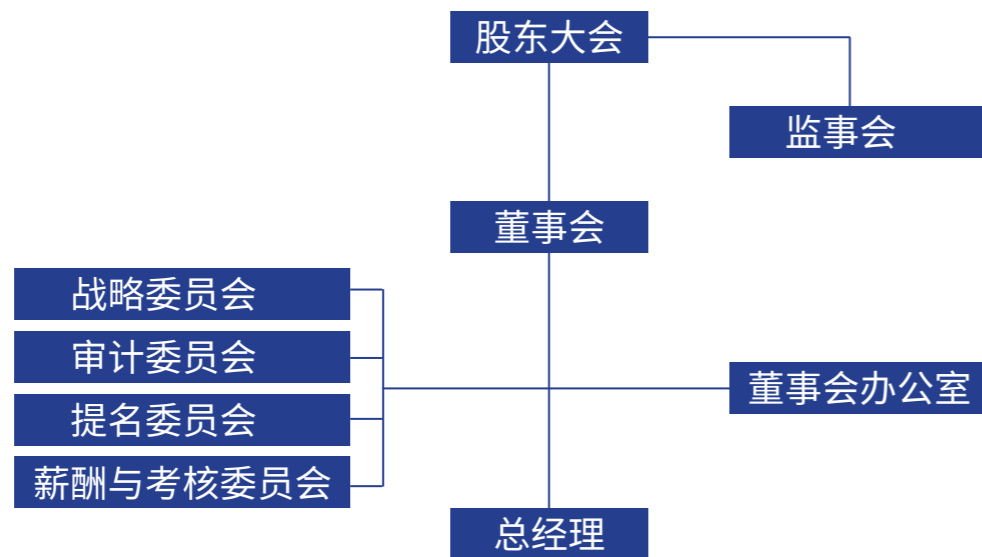 股东大会
监事会
董事会
战略委员会
审计委员会
提名委员会
薪酬与考核委员会
董事会办公室
总经理